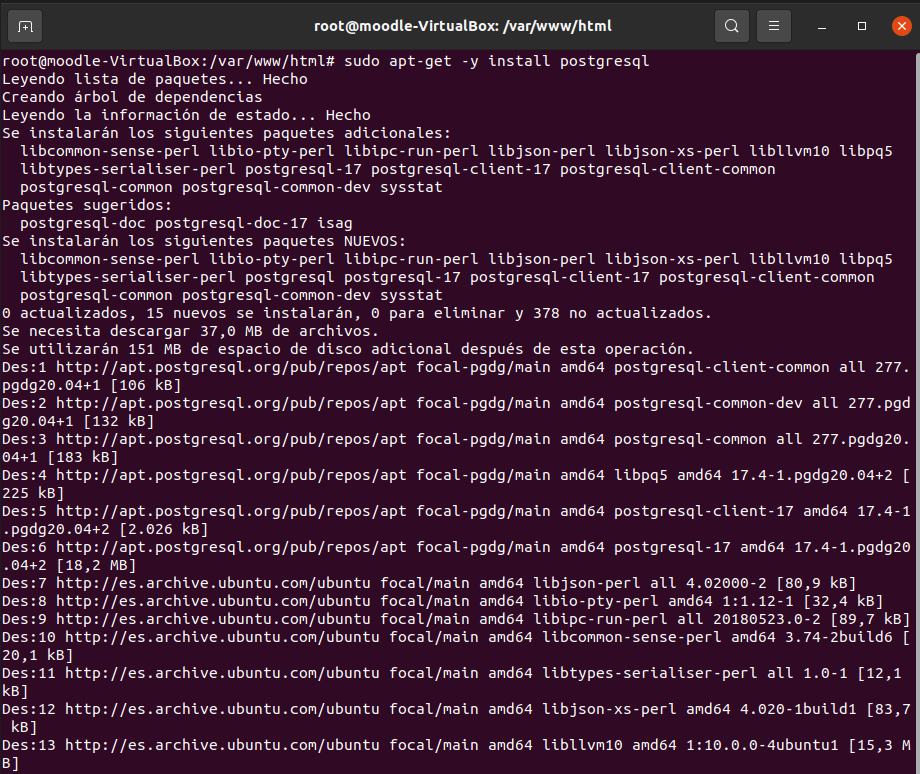 root@moodle-VirtualBox: /var/www/html
root@moodle-VirtualBox:/var/www/html# sudo apt-get -y install postgresql
Leyendo lista de paquetes... Hecho
Creando árbol de dependencias
Leyendo la información de estado... Hecho
Se instalarán los siguientes paquetes adicionales:
  libcommon-sense-perl libio-pty-perl libipc-run-perl libjson-perl libjson-xs-perl libllvm10 libpq5
  libtypes-serialiser-perl postgresql-17 postgresql-client-17 postgresql-client-common
  postgresql-common postgresql-common-dev sysstat
Paquetes sugeridos:
  postgresql-doc postgresql-doc-17 isag
Se instalarán los siguientes paquetes NUEVOS:
  libcommon-sense-perl libio-pty-perl libipc-run-perl libjson-perl libjson-xs-perl libllvm10 libpq5
  libtypes-serialiser-perl postgresql postgresql-17 postgresql-client-17 postgresql-client-common
  postgresql-common postgresql-common-dev sysstat
0 actualizados, 15 nuevos se instalarán, 0 para eliminar y 378 no actualizados.
Se necesita descargar 37,0 MB de archivos.
Se utilizarán 151 MB de espacio de disco adicional después de esta operación.
Des:1 http://apt.postgresql.org/pub/repos/apt focal-pgdg/main amd64 postgresql-client-common all 277.
pgdg20.04+1 [106 kB]
Des:2 http://apt.postgresql.org/pub/repos/apt focal-pgdg/main amd64 postgresql-common-dev all 277.pgd
g20.04+1 [132 kB]
Des:3 http://apt.postgresql.org/pub/repos/apt focal-pgdg/main amd64 postgresql-common all 277.pgdg20.
04+1 [183 kB]
Des:4 http://apt.postgresql.org/pub/repos/apt focal-pgdg/main amd64 libpq5 amd64 17.4-1.pgdg20.04+2 [
225 kB]
Des:5 http://apt.postgresql.org/pub/repos/apt focal-pgdg/main amd64 postgresql-client-17 amd64 17.4-1
.pgdg20.04+2 [2.026 kB]
Des:6 http://apt.postgresql.org/pub/repos/apt focal-pgdg/main amd64 postgresql-17 amd64 17.4-1.pgdg20
.04+2 [18,2 MB]
Des:7 http://es.archive.ubuntu.com/ubuntu focal/main amd64 libjson-perl all 4.02000-2 [80,9 kB]
Des:8 http://es.archive.ubuntu.com/ubuntu focal/main amd64 libio-pty-perl amd64 1:1.12-1 [32,4 kB]
Des:9 http://es.archive.ubuntu.com/ubuntu focal/main amd64 libipc-run-perl all 20180523.0-2 [89,7 kB]
Des:10 http://es.archive.ubuntu.com/ubuntu focal/main amd64 libcommon-sense-perl amd64 3.74-2build6 [
20,1 kB]
Des:11 http://es.archive.ubuntu.com/ubuntu focal/main amd64 libtypes-serialiser-perl all 1.0-1 [12,1
kB]
Des:12 http://es.archive.ubuntu.com/ubuntu focal/main amd64 libjson-xs-perl amd64 4.020-1build1 [83,7
 kB]
Des:13 http://es.archive.ubuntu.com/ubuntu focal/main amd64 libllvm10 amd64 1:10.0.0-4ubuntu1 [15,3 M
B]